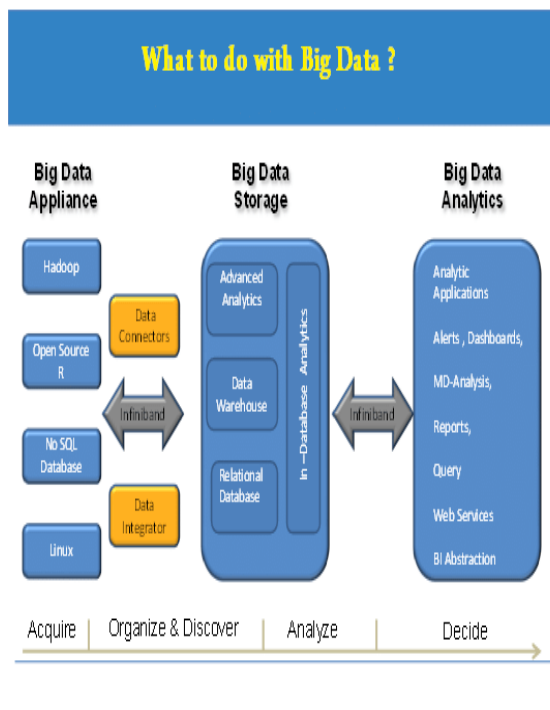 What to do with Big Data ?
Big Data
Appliance
Big Data
Storage
Big Data
Analytics
Hadoop
Open Source
R
No SQL
Database
Linux
Data
Connectors
Infiniband
Data
Integrator
Advanced
Analytics
Data
Warehouse
Relational
Database
In –Database Analytics
Infiniband
Analytic
Applications
Alerts , Dashboards,
MD-Analysis,
Reports,
Query
Web Services
BI Abstraction
Acquire
Organize & Discover
Analyze
Decide